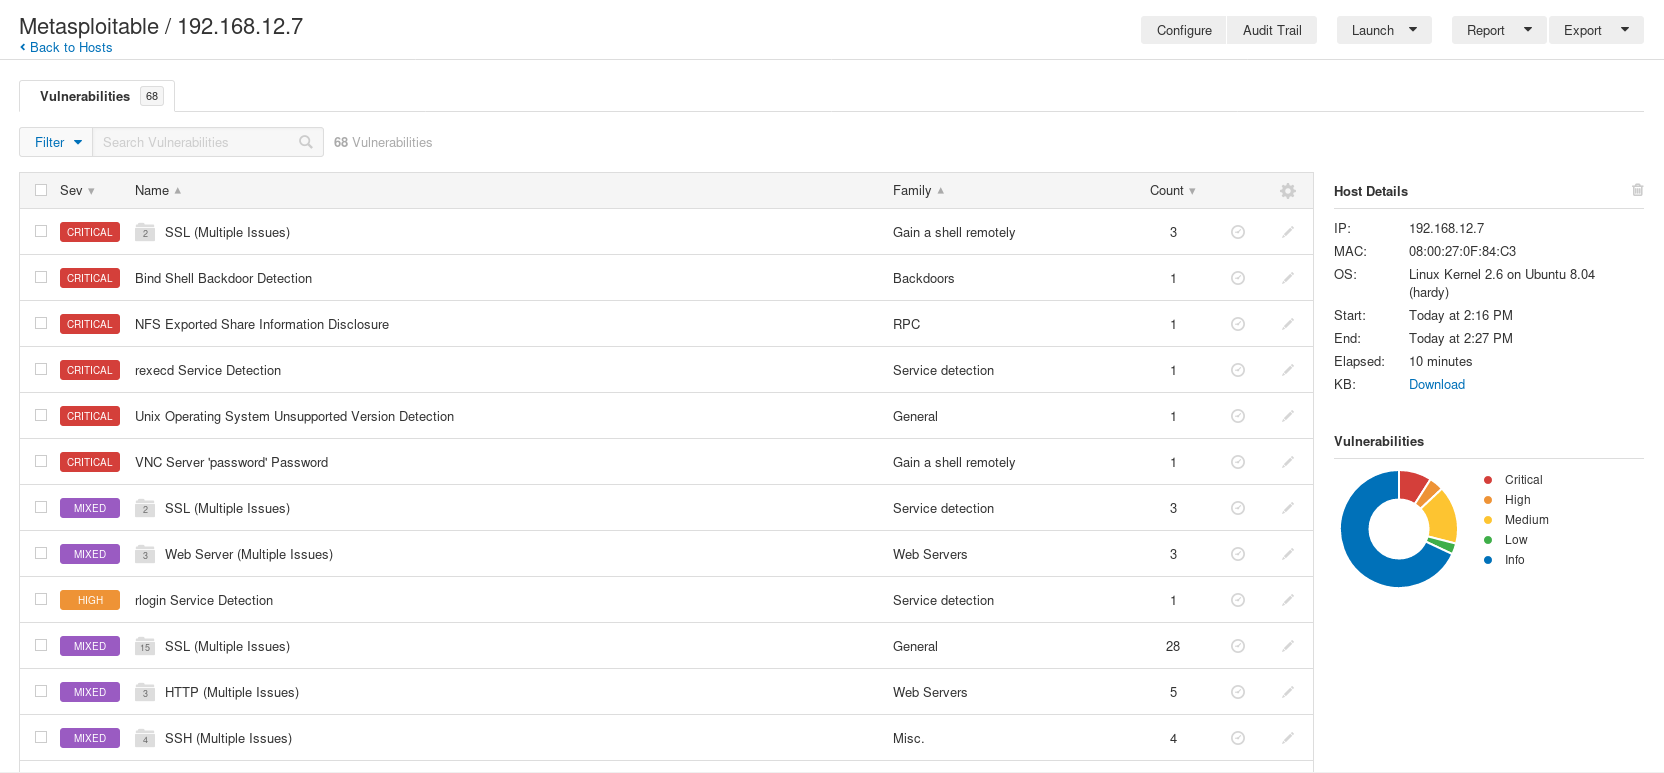 Metasploitable / 192.168.12.7
Back to Hosts
Configure Audit Trail Launch Report Export
Vulnerabilities 68
Filter Search Vulnerabilities 68 Vulnerabilities
Sev Name Family Count
CRITICAL 2 SSL (Multiple Issues) Gain a shell remotely 3
CRITICAL Bind Shell Backdoor Detection Backdoors 1
CRITICAL NFS Exported Share Information Disclosure RPC 1
CRITICAL rexecd Service Detection Service detection 1
CRITICAL Unix Operating System Unsupported Version Detection General 1
CRITICAL VNC Server 'password' Password Gain a shell remotely 1
MIXED 2 SSL (Multiple Issues) Service detection 3
MIXED 3 Web Server (Multiple Issues) Web Servers 3
HIGH rlogin Service Detection Service detection 1
MIXED 15 SSL (Multiple Issues) General 28
MIXED 3 HTTP (Multiple Issues) Web Servers 5
MIXED 4 SSH (Multiple Issues) Misc. 4
Host Details
IP: 192.168.12.7
MAC: 08:00:27:0F:84:C3
OS: Linux Kernel 2.6 on Ubuntu 8.04
(hardy)
Start: Today at 2:16 PM
End: Today at 2:27 PM
Elapsed: 10 minutes
KB: Download
Vulnerabilities
Critical
High
Medium
Low
Info